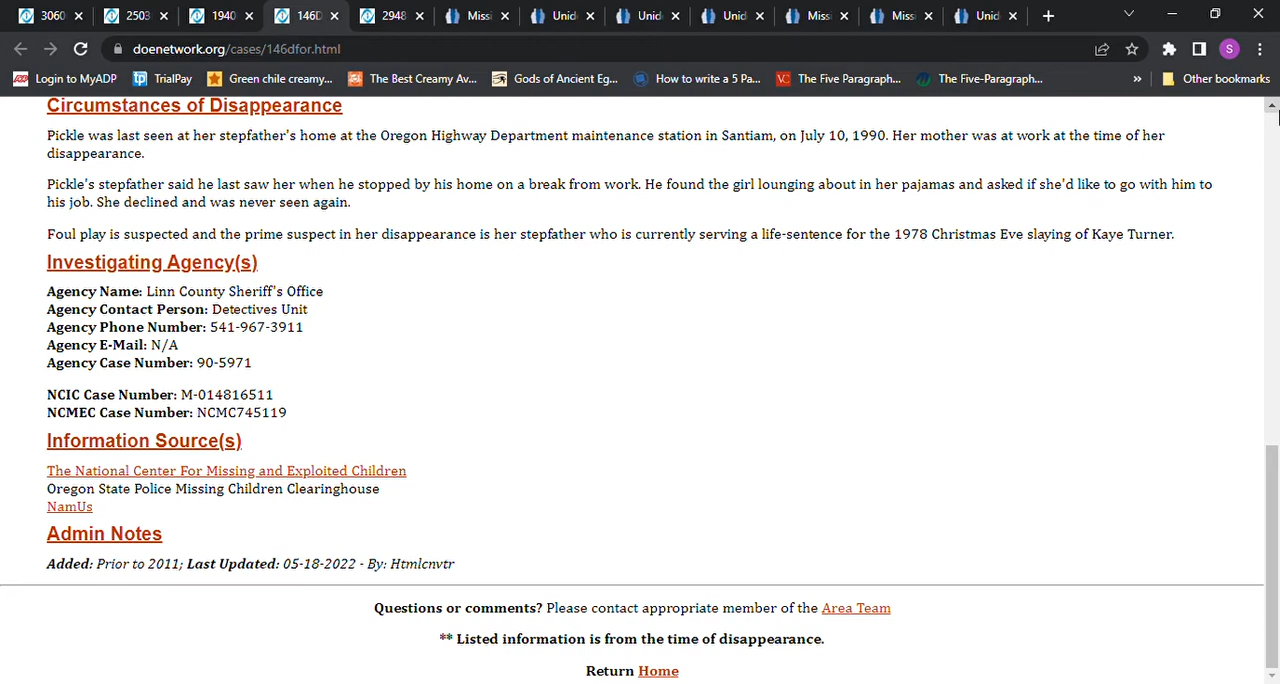 3060 2503 1940 146D 2948 Missi Unid Unid Unid Missi Missi Unid
doenetwork.org/cases/146dfor.html S
Login to MyADP TrialPay Green chile creamy... The Best Creamy Av... Gods of Ancient Eg... How to write a 5 Pa... VC The Five Paragraph... The Five-Paragraph... » Other bookmarks
Circumstances of Disappearance
Pickle was last seen at her stepfather's home at the Oregon Highway Department maintenance station in Santiam, on July 10, 1990. Her mother was at work at the time of her
disappearance.
Pickle's stepfather said he last saw her when he stopped by his home on a break from work. He found the girl lounging about in her pajamas and asked if she'd like to go with him to
his job. She declined and was never seen again.
Foul play is suspected and the prime suspect in her disappearance is her stepfather who is currently serving a life-sentence for the 1978 Christmas Eve slaying of Kaye Turner.
Investigating Agency(s)
Agency Name: Linn County Sheriff's Office
Agency Contact Person: Detectives Unit
Agency Phone Number: 541-967-3911
Agency E-Mail: N/A
Agency Case Number: 90-5971
NCIC Case Number: M-014816511
NCMEC Case Number: NCMC745119
Information Source(s)
The National Center For Missing and Exploited Children
Oregon State Police Missing Children Clearinghouse
NamUs
Admin Notes
Added: Prior to 2011; Last Updated: 05-18-2022 - By: Htmlcnvtr
Questions or comments? Please contact appropriate member of the Area Team
** Listed information is from the time of disappearance.
Return Home